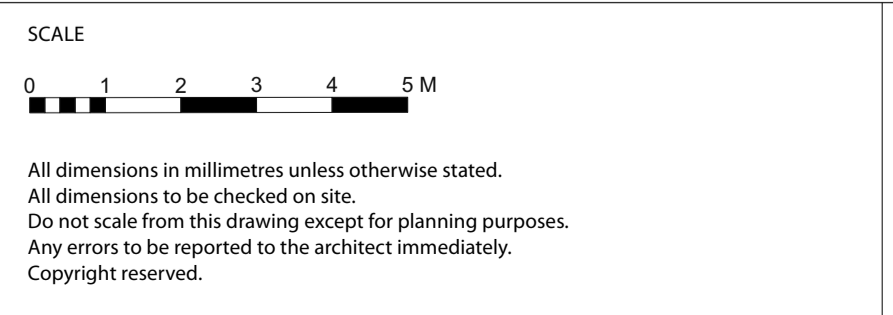 SCALE
0 1 2 3 4 5 M
All dimensions in millimetres unless otherwise stated.
All dimensions to be checked on site.
Do not scale from this drawing except for planning purposes.
Any errors to be reported to the architect immediately.
Copyright reserved.